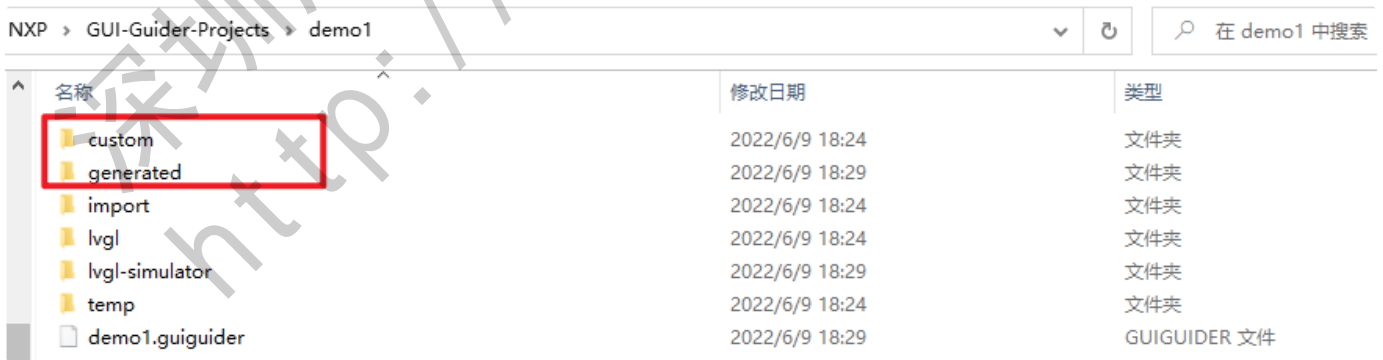 NXP > GUI-Guider-Projects > demo1 在 demo1 中搜索
名称 修改日期 类型
custom 2022/6/9 18:24 文件夹
generated 2022/6/9 18:29 文件夹
import 2022/6/9 18:24 文件夹
lvgl 2022/6/9 18:24 文件夹
lvgl-simulator 2022/6/9 18:29 文件夹
temp 2022/6/9 18:24 文件夹
demo1.guiguider 2022/6/9 18:29 GUIGUIDER 文件
深圳
http://